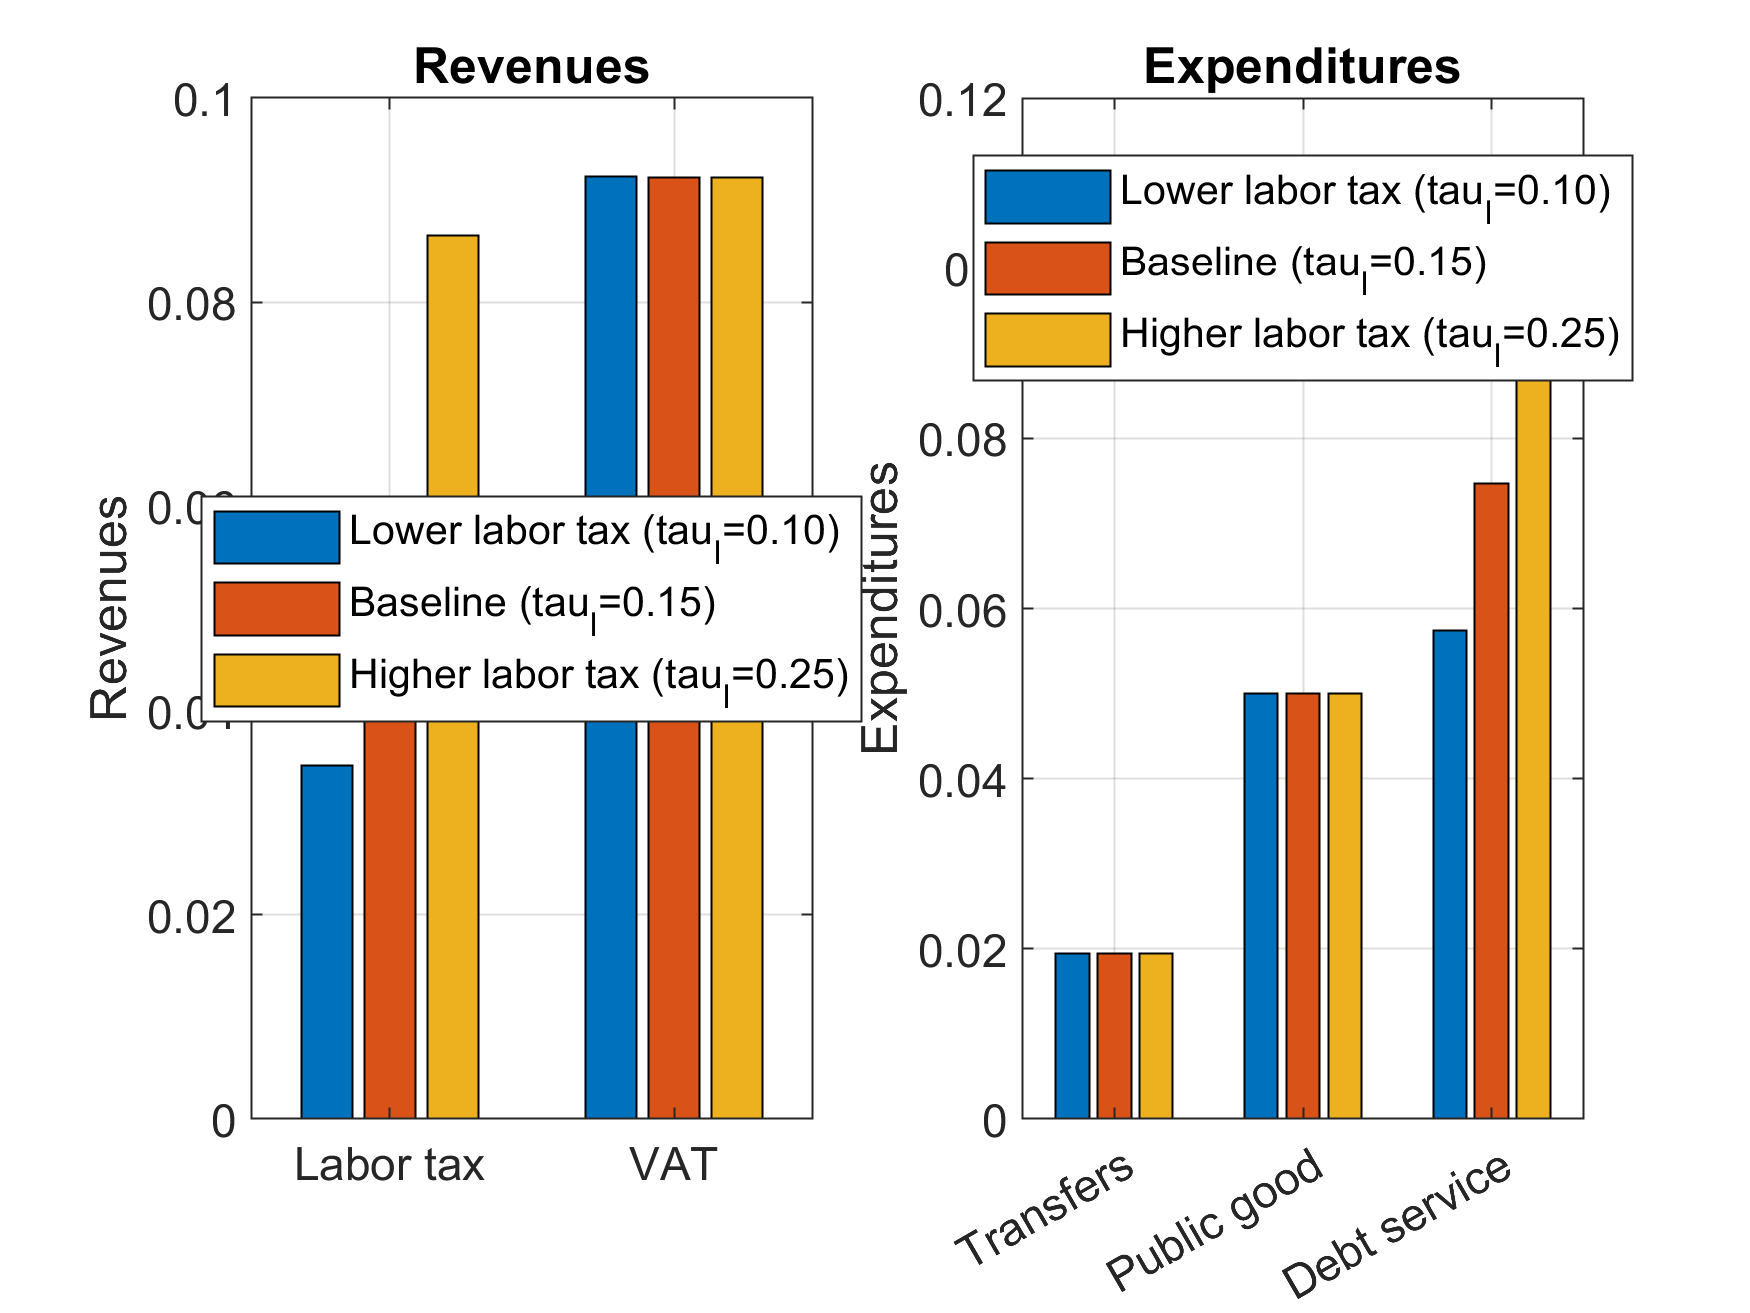 Revenues
0.1
0.08
0.02
0
Revenues
Lower labor tax (tau_l=0.10)
Baseline (tau_l=0.15)
Higher labor tax (tau_l=0.25)
Labor tax
VAT
Expenditures
0.12
0
0.08
0.06
0.04
0.02
0
Expenditures
Lower labor tax (tau_l=0.10)
Baseline (tau_l=0.15)
Higher labor tax (tau_l=0.25)
Transfers
Public good
Debt service